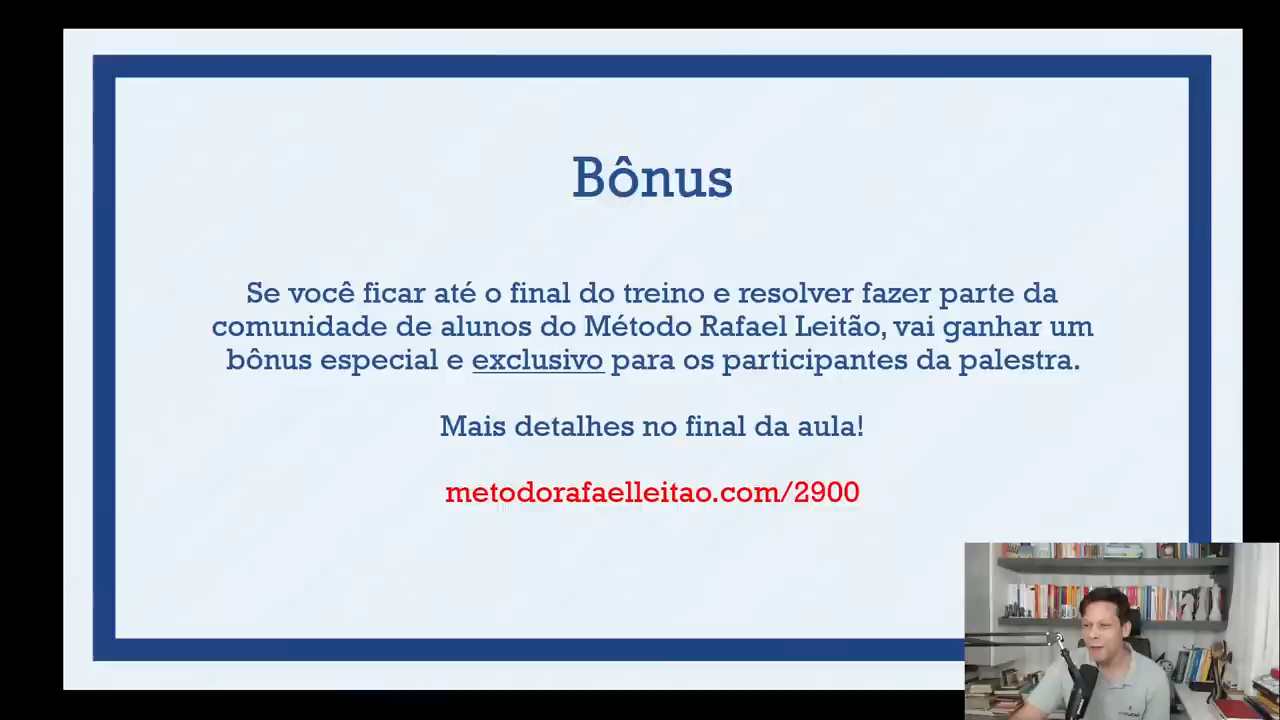 Bônus
Se você ficar até o final do treino e resolver fazer parte da
comunidade de alunos do Método Rafael Leitão, vai ganhar um
bônus especial e exclusivo para os participantes da palestra.
Mais detalhes no final da aula!
metodorafaelleitao.com/2900